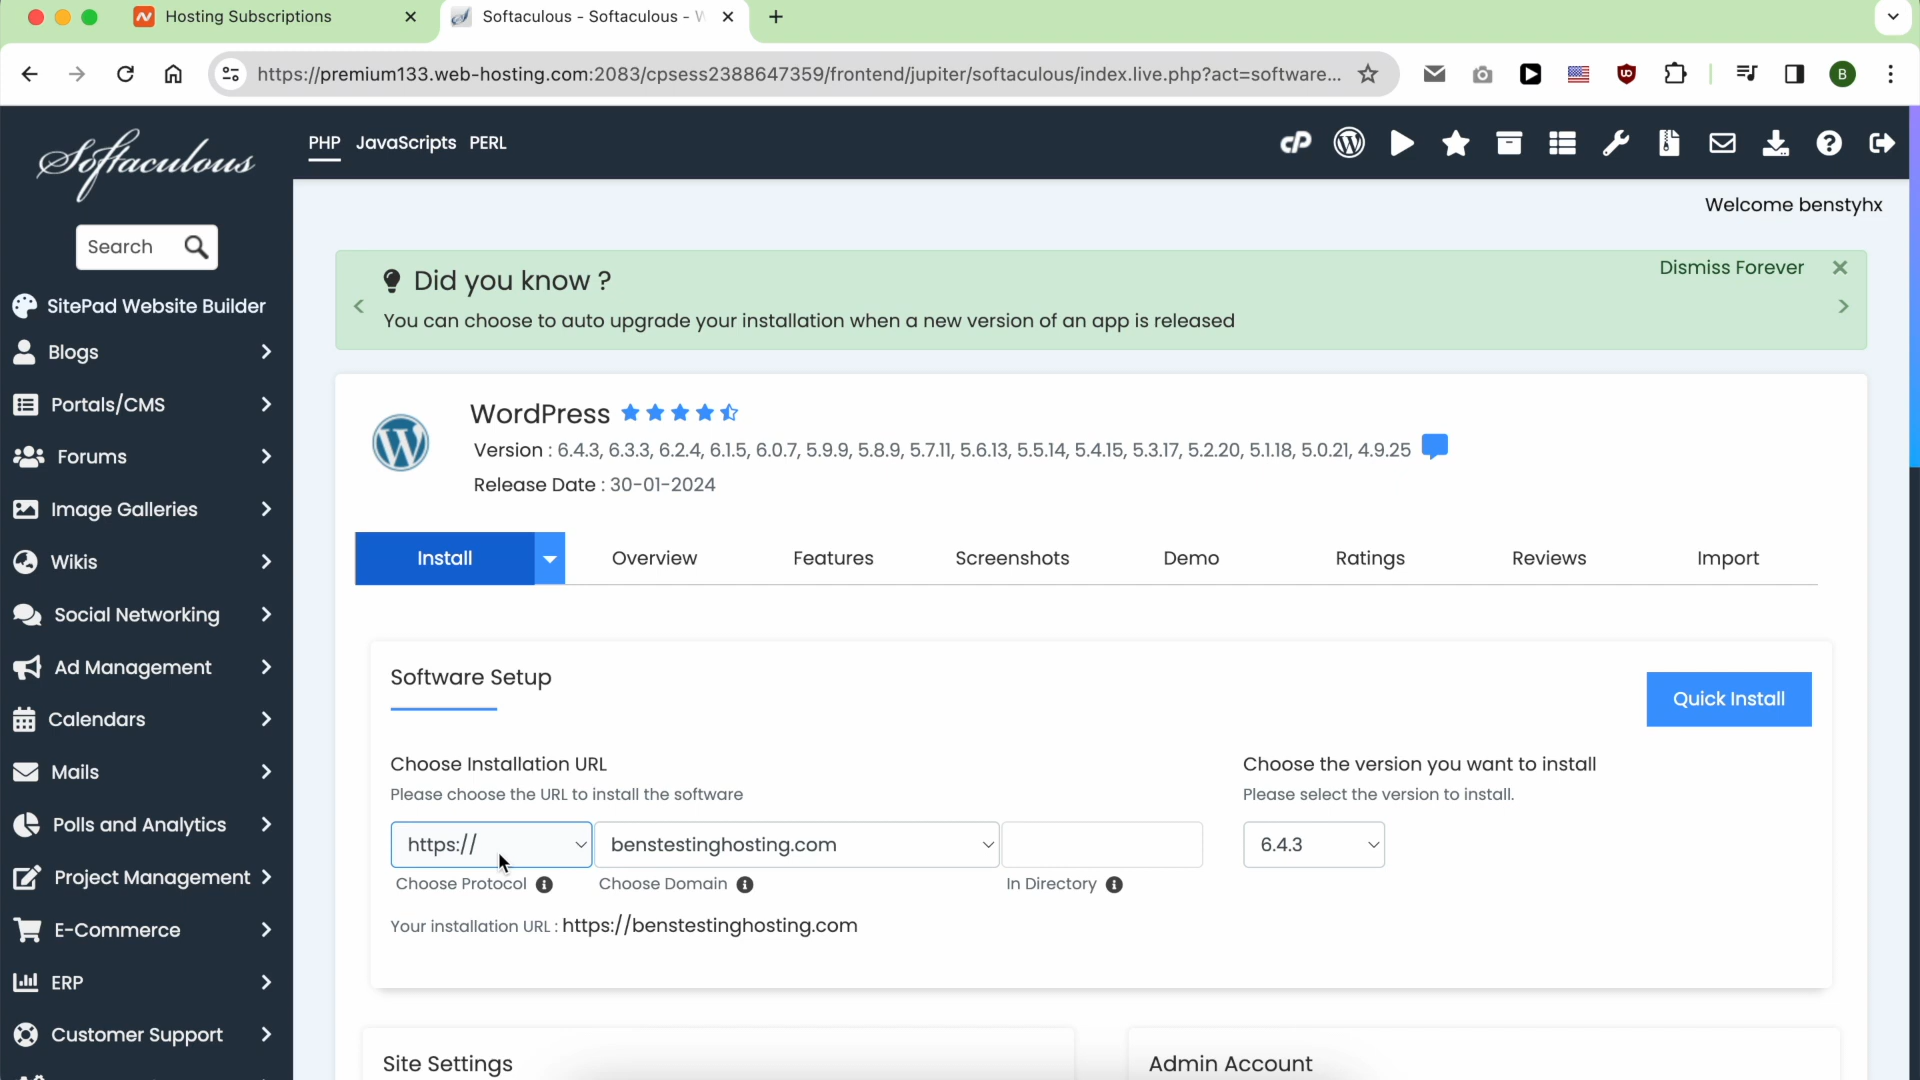 Hosting Subscriptions
Softaculous - Softaculous - W
https://premium133.web-hosting.com:2083/cpsess2388647359/frontend/jupiter/softaculous/index.live.php?act=software...
B
Softaculous
PHP JavaScripts PERL
cP
Welcome benstyhx
Search
SitePad Website Builder
Blogs
Portals/CMS
Forums
Image Galleries
Wikis
Social Networking
Ad Management
Calendars
Mails
Polls and Analytics
Project Management
E-Commerce
ERP
Customer Support
Did you know ?
Dismiss Forever
You can choose to auto upgrade your installation when a new version of an app is released
WordPress
Version : 6.4.3, 6.3.3, 6.2.4, 6.1.5, 6.0.7, 5.9.9, 5.8.9, 5.7.11, 5.6.13, 5.5.14, 5.4.15, 5.3.17, 5.2.20, 5.1.18, 5.0.21, 4.9.25
Release Date : 30-01-2024
Install Overview Features Screenshots Demo Ratings Reviews Import
Software Setup
Quick Install
Choose Installation URL
Please choose the URL to install the software
https:// benstestinghosting.com
Choose Protocol Choose Domain In Directory
Your installation URL : https://benstestinghosting.com
Choose the version you want to install
Please select the version to install.
6.4.3
Site Settings
Admin Account